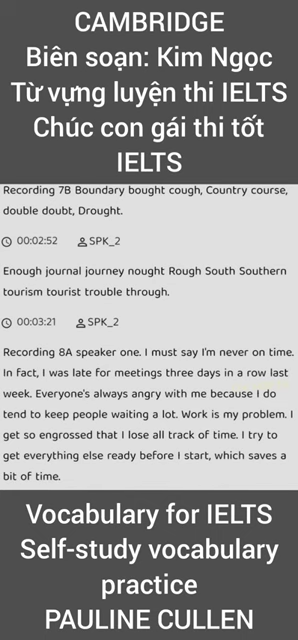 CAMBRIDGE
Biên soạn: Kim Ngọc
Từ vựng luyện thi IELTS
Chúc con gái thi tốt
IELTS
Recording 7B Boundary bought cough, Country course,
double doubt, Drought.
00:02:52 SPK_2
Enough journal journey nought Rough South Southern
tourism tourist trouble through.
00:03:21 SPK_2
Recording 8A speaker one. I must say I'm never on time.
In fact, I was late for meetings three days in a row last
week. Everyone's always angry with me because I do
tend to keep people waiting a lot. Work is my problem. I
get so engrossed that I lose all track of time. I try to
get everything else ready before I start, which saves a
bit of time.
Vocabulary for IELTS
Self-study vocabulary
practice
PAULINE CULLEN